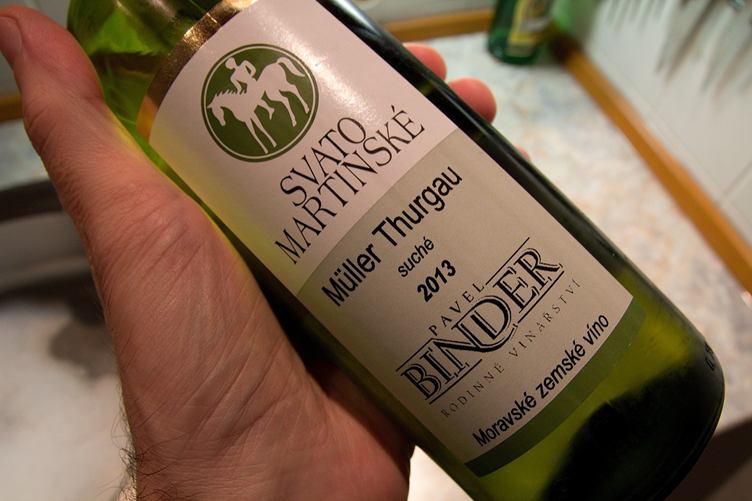 SVATO
MARTINSKÉ
Müller Thurgau
suché
2013
PAVEL
BINDER
RODINNÉ VINAŘSTVÍ
Moravské zemské víno